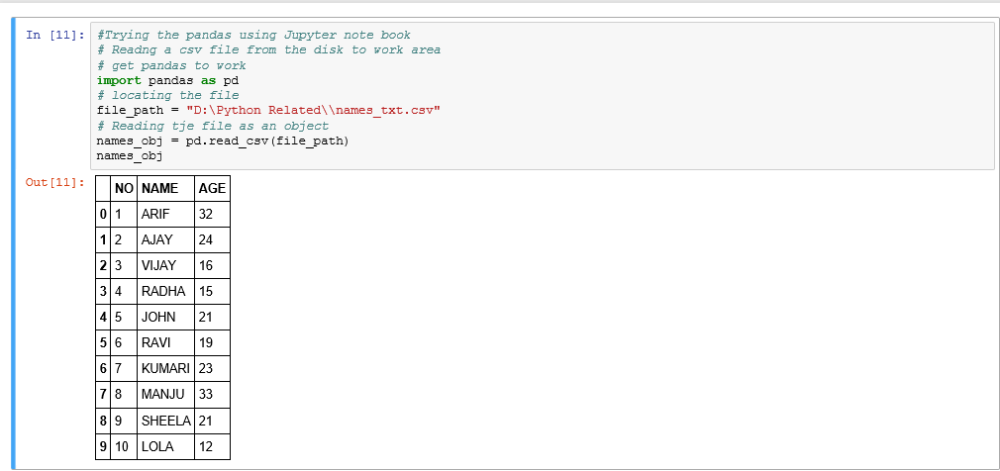 In [11]: #Trying the pandas using Jupyter note book
# Readng a csv file from the disk to work area
# get pandas to work
import pandas as pd
# locating the file
file_path = "D:\Python Related\\names_txt.csv"
# Reading tje file as an object
names_obj = pd.read_csv(file_path)
names_obj
Out[11]:
NO NAME AGE
0 1 ARIF 32
1 2 AJAY 24
2 3 VIJAY 16
3 4 RADHA 15
4 5 JOHN 21
5 6 RAVI 19
6 7 KUMARI 23
7 8 MANJU 33
8 9 SHEELA 21
9 10 LOLA 12